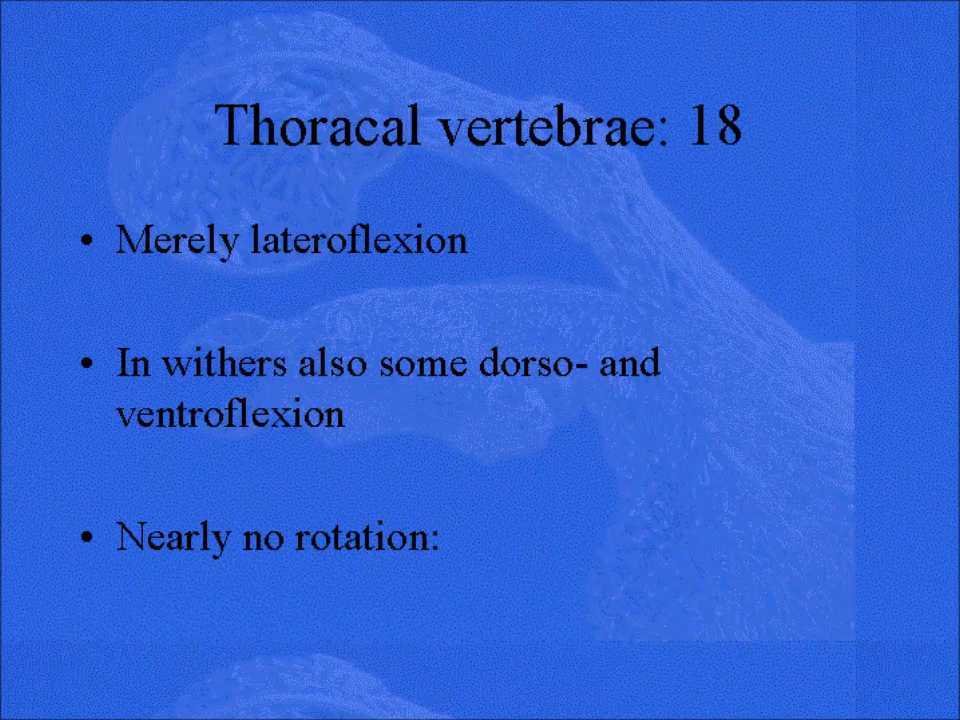 Thoracal vertebrae: 18
• Merely lateroflexion
• In withers also some dorso- and
ventroflexion
• Nearly no rotation: